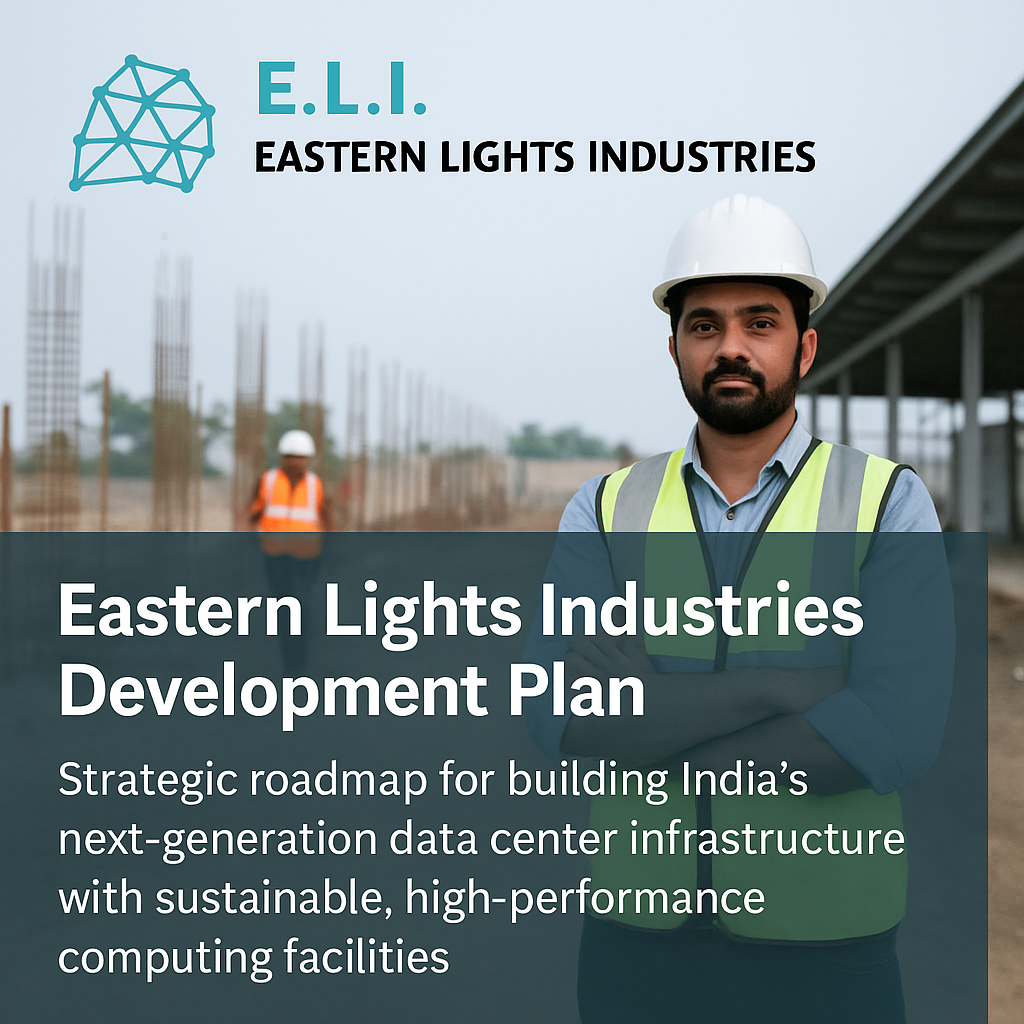 E.L.I.
EASTERN LIGHTS INDUSTRIES
Eastern Lights Industries
Development Plan
Strategic roadmap for building India’s
next-generation data center infrastructure
with sustainable, high-performance
computing facilities